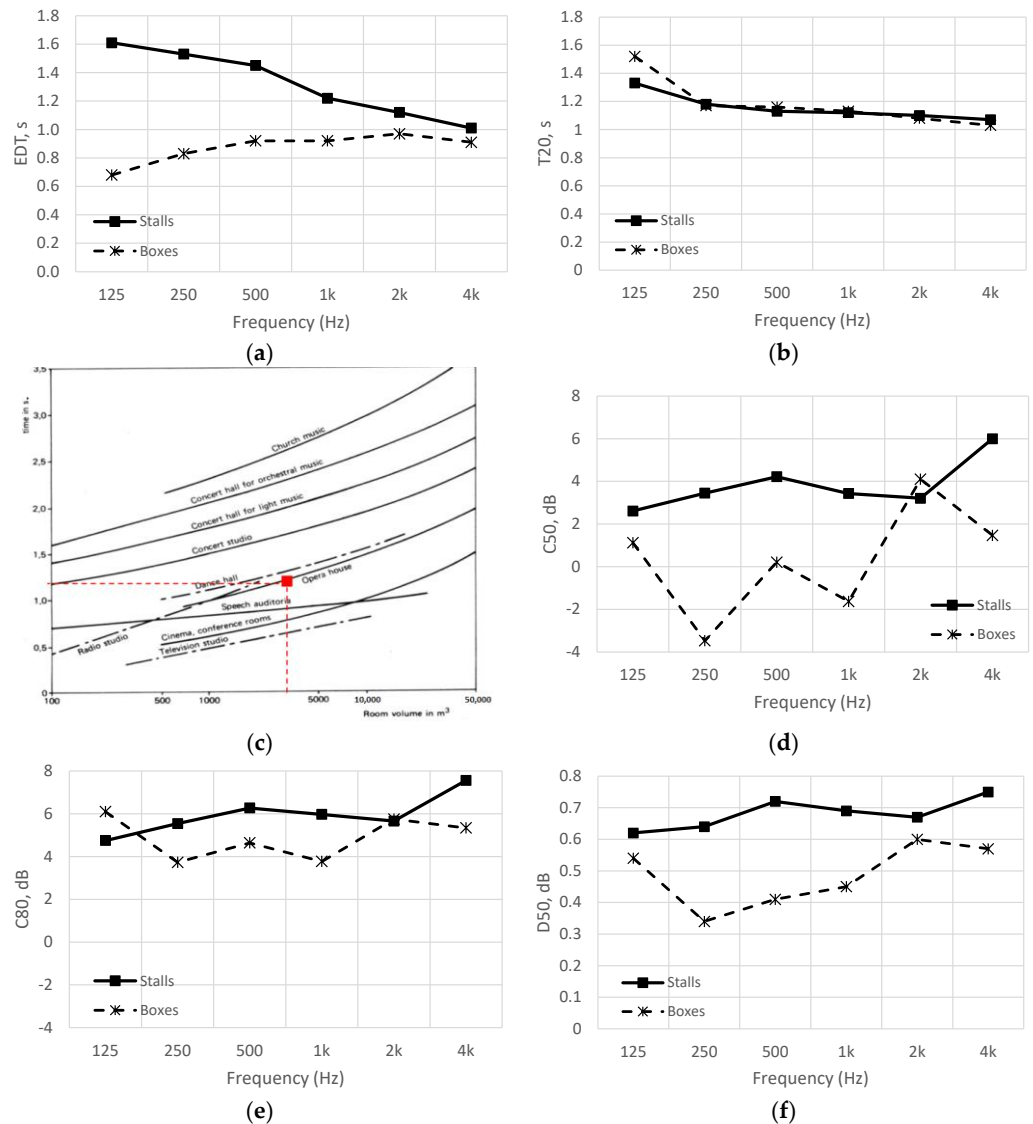 1.8
1.6
1.4
1.2
1.0
0.8
0.6
0.4
0.2
0.0
EDT, s
Stalls
Boxes
125 250 500 1k 2k 4k
Frequency (Hz)
(a)
1.8
1.6
1.4
1.2
1
0.8
0.6
0.4
0.2
0
T20, s
Stalls
Boxes
125 250 500 1k 2k 4k
Frequency (Hz)
(b)
3,5
time in s.
3,0
2,5
2,0
1,5
1,0
0,5
0
Church music
Concert hall for orchestral music
Concert hall for light music
Concert studio
Dance hall
Opera house
Speech auditoria
Cinema, conference rooms
Radio studio
Television studio
100 500 1000 5000 10,000 50,000
Room volume in m³
(c)
8
6
4
2
0
-2
-4
C50, dB
Stalls
Boxes
125 250 500 1k 2k 4k
Frequency (Hz)
(d)
8
6
4
2
0
-2
-4
C80, dB
Stalls
Boxes
125 250 500 1k 2k 4k
Frequency (Hz)
(e)
0.8
0.7
0.6
0.5
0.4
0.3
0.2
0.1
0
D50, dB
Stalls
Boxes
125 250 500 1k 2k 4k
Frequency (Hz)
(f)